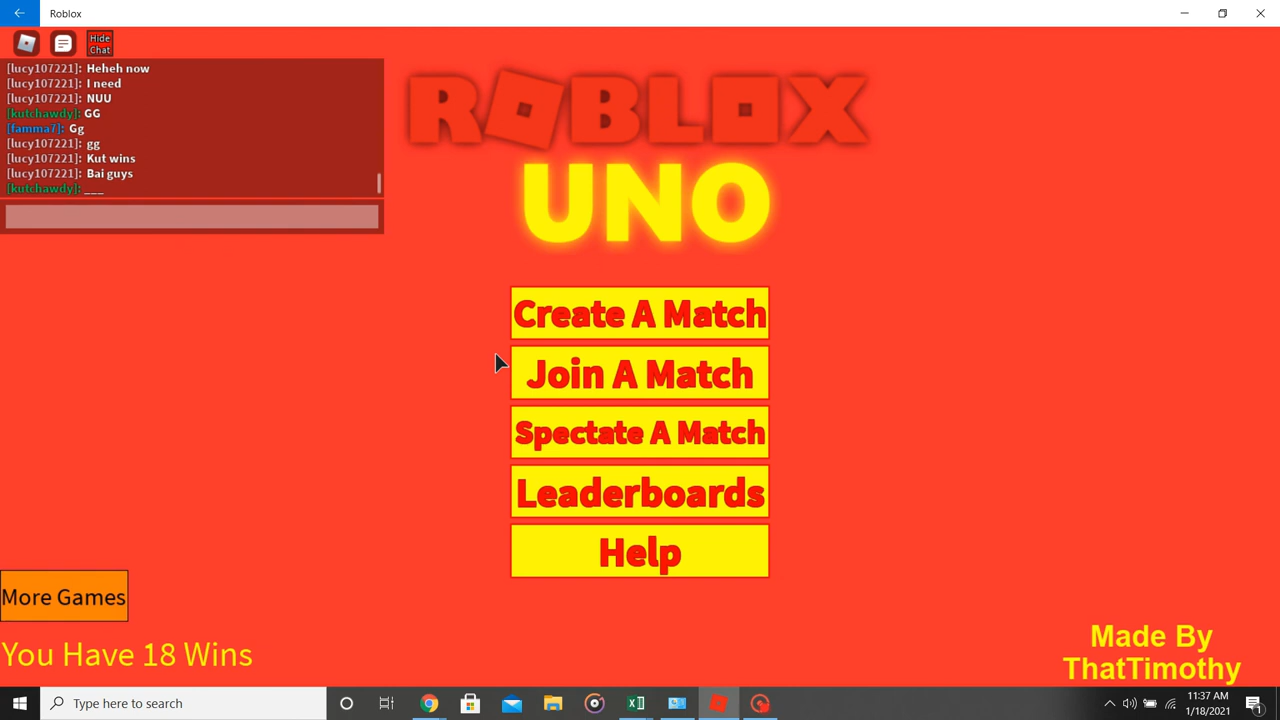 Roblox
Hide
Chat
[lucy107221]: Heheh now
[lucy107221]: I need
[lucy107221]: NUU
[kutchawdy]: GG
[famma7]: Gg
[lucy107221]: gg
[lucy107221]: Kut wins
[lucy107221]: Bai guys
[kutchawdy]: ___
ROBLOX
UNO
Create A Match
Join A Match
Spectate A Match
Leaderboards
Help
More Games
You Have 18 Wins
Made By
ThatTimothy
Type here to search
11:37 AM
1/18/2021
1